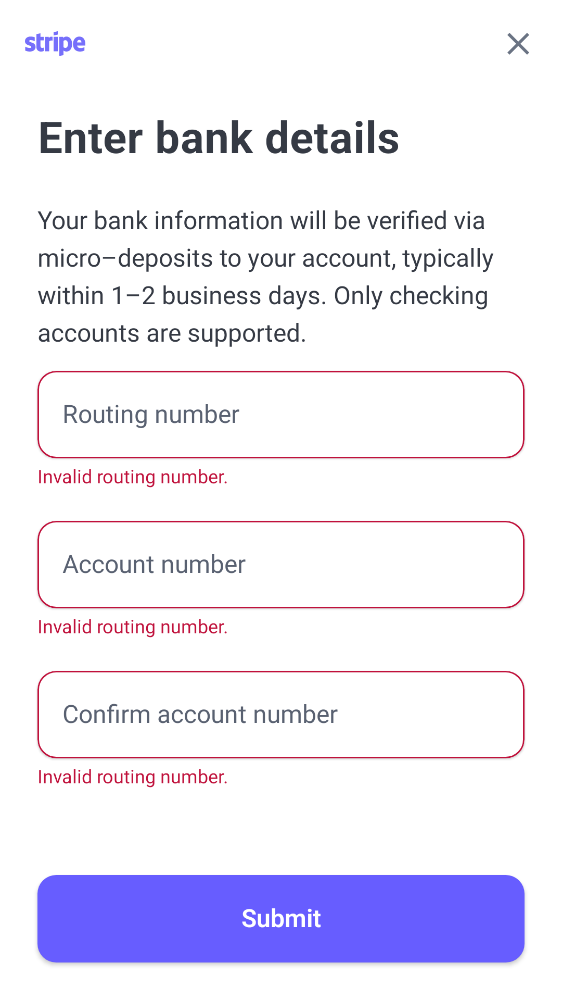 stripe
Enter bank details
Your bank information will be verified via
micro–deposits to your account, typically
within 1–2 business days. Only checking
accounts are supported.
Routing number
Invalid routing number.
Account number
Invalid routing number.
Confirm account number
Invalid routing number.
Submit